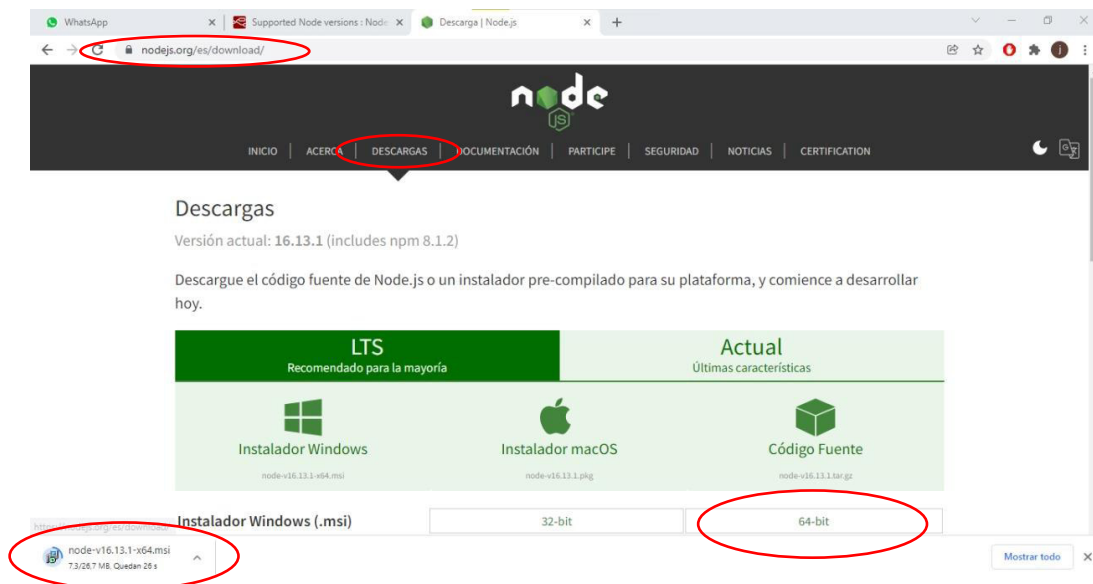 WhatsApp
Supported Node versions : Node-
Descarga | Node.js
nodejs.org/es/download/
node
JS
INICIO | ACERCA | DESCARGAS | DOCUMENTACIÓN | PARTICIPE | SEGURIDAD | NOTICIAS | CERTIFICATION
Descargas
Versión actual: 16.13.1 (includes npm 8.1.2)
Descargue el código fuente de Node.js o un instalador pre-compilado para su plataforma, y comience a desarrollar
hoy.
LTS
Recomendado para la mayoría
Actual
Últimas características
Instalador Windows
node-v16.13.1-x64.msi
Instalador macOS
node-v16.13.1.pkg
Código Fuente
node-v16.13.1.tar.gz
Instalador Windows (.msi)
32-bit
64-bit
node-v16.13.1-x64.msi
7,3/26,7 MB, Quedan 26 s
Mostrar todo